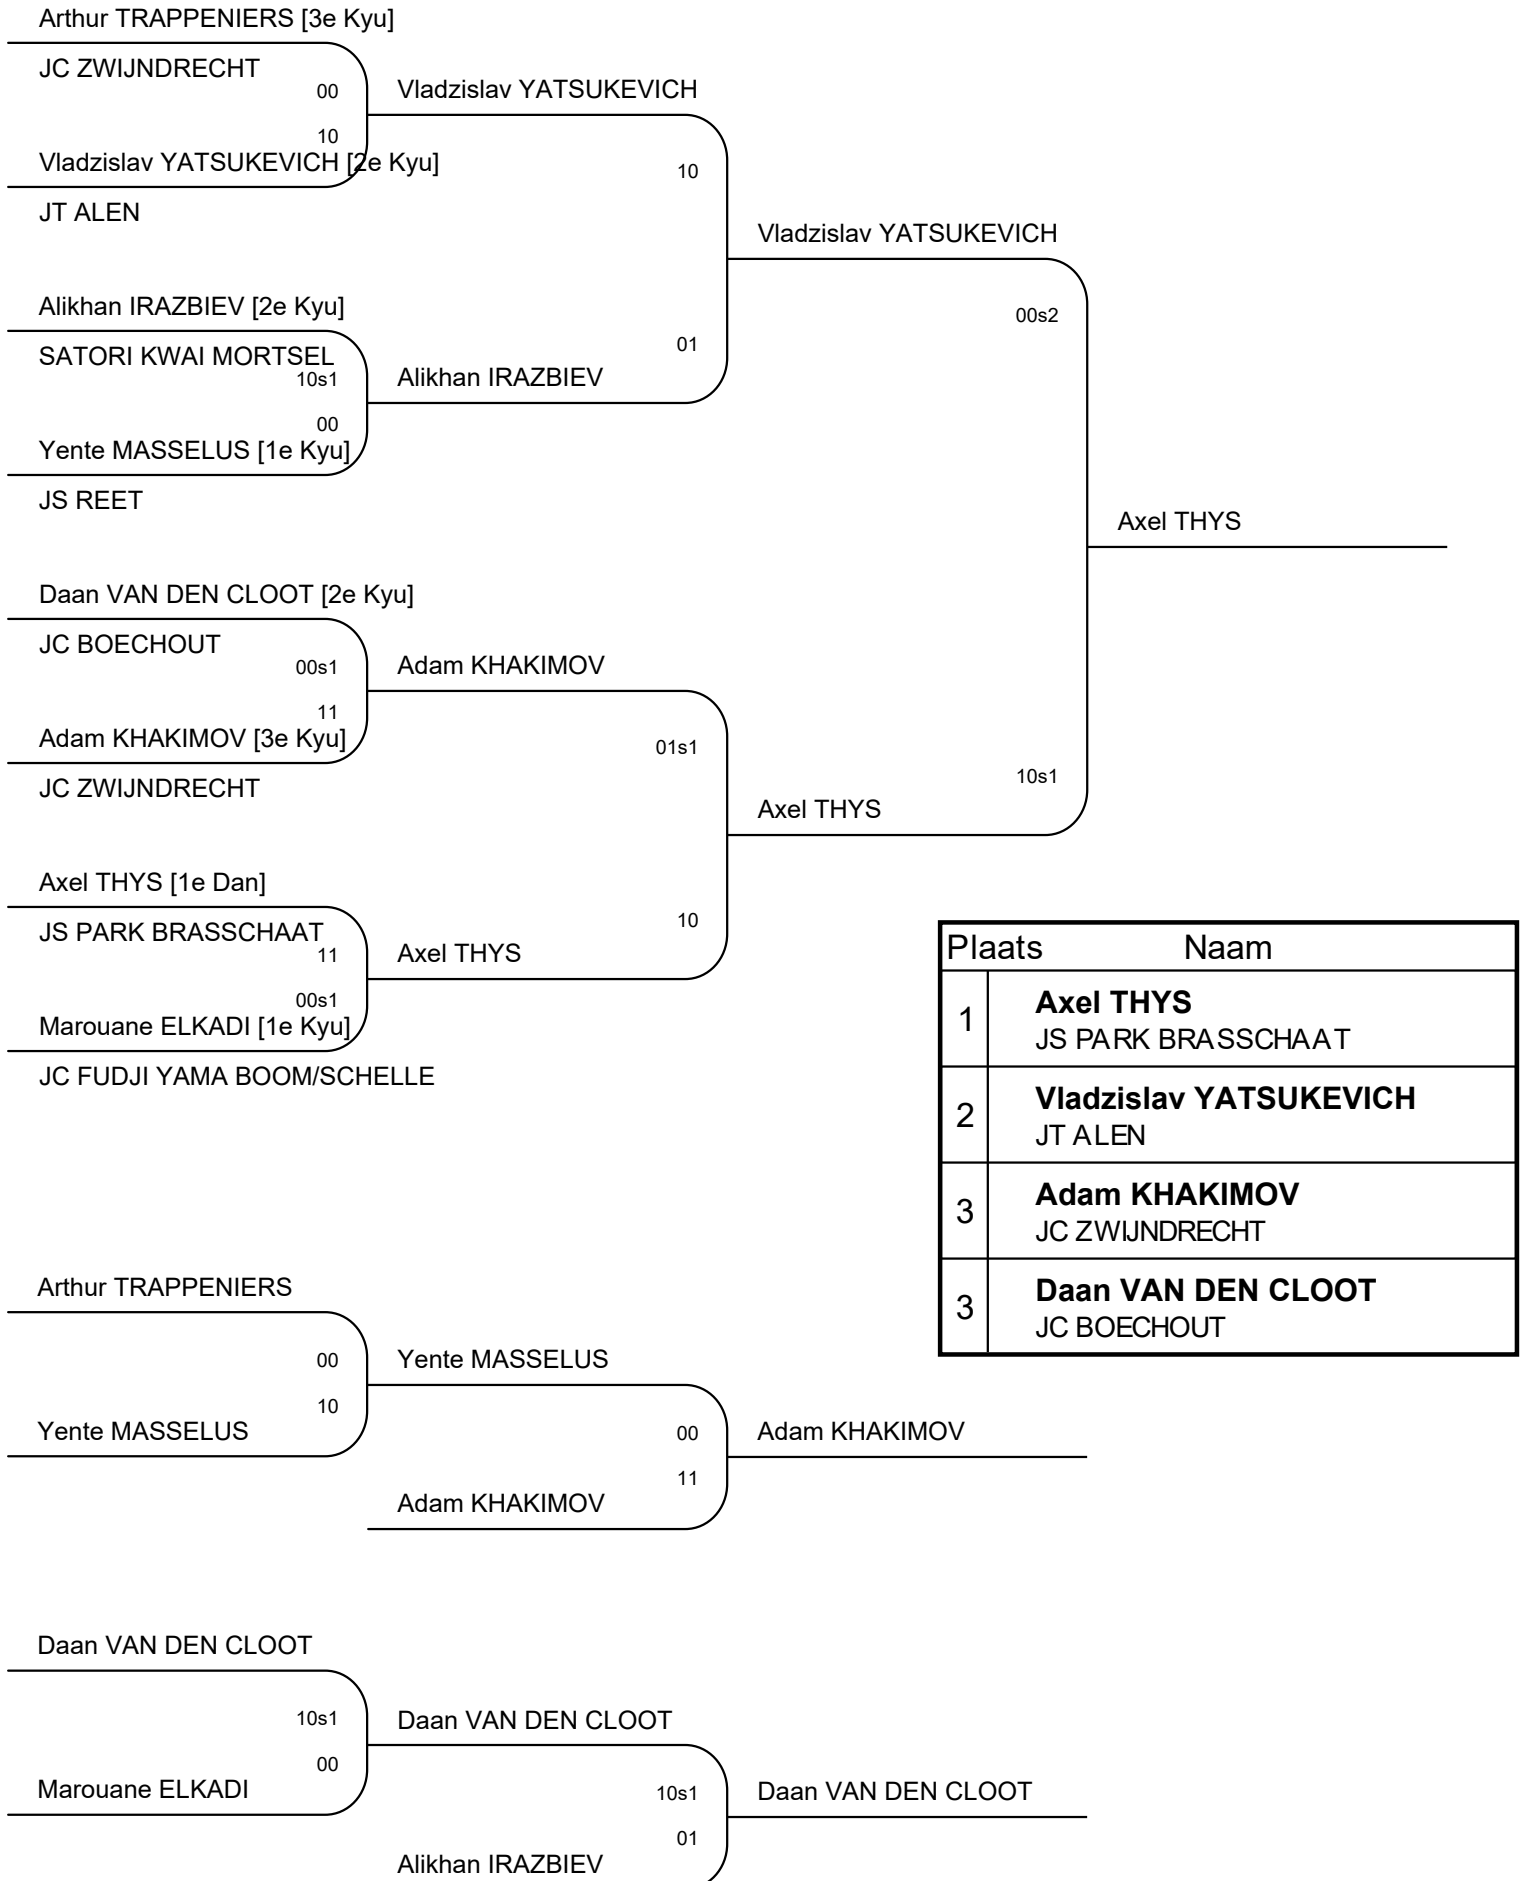 Arthur TRAPPENIERS [3e Kyu]
JC ZWIJNDRECHT
00
10
Vladzislav YATSUKEVICH [2e Kyu]
JT ALEN
Vladzislav YATSUKEVICH
10
Alikhan IRAZBIEV [2e Kyu]
SATORI KWAI MORTSEL
10s1
00
Yente MASSELUS [1e Kyu]
JS REET
01
Alikhan IRAZBIEV
Vladzislav YATSUKEVICH
00s2
Daan VAN DEN CLOOT [2e Kyu]
JC BOECHOUT
00s1
11
Adam KHAKIMOV [3e Kyu]
JC ZWIJNDRECHT
Adam KHAKIMOV
01s1
Axel THYS [1e Dan]
JS PARK BRASSCHAAT
11
00s1
Marouane ELKADI [1e Kyu]
JC FUDJI YAMA BOOM/SCHELLE
10
Axel THYS
10s1
Axel THYS
Axel THYS
Plaats Naam
1 Axel THYS
JS PARK BRASSCHAAT
2 Vladzislav YATSUKEVICH
JT ALEN
3 Adam KHAKIMOV
JC ZWIJNDRECHT
3 Daan VAN DEN CLOOT
JC BOECHOUT
Arthur TRAPPENIERS
00
10
Yente MASSELUS
Yente MASSELUS
00
11
Adam KHAKIMOV
Adam KHAKIMOV
Daan VAN DEN CLOOT
10s1
00
Marouane ELKADI
Daan VAN DEN CLOOT
10s1
01
Alikhan IRAZBIEV
Daan VAN DEN CLOOT